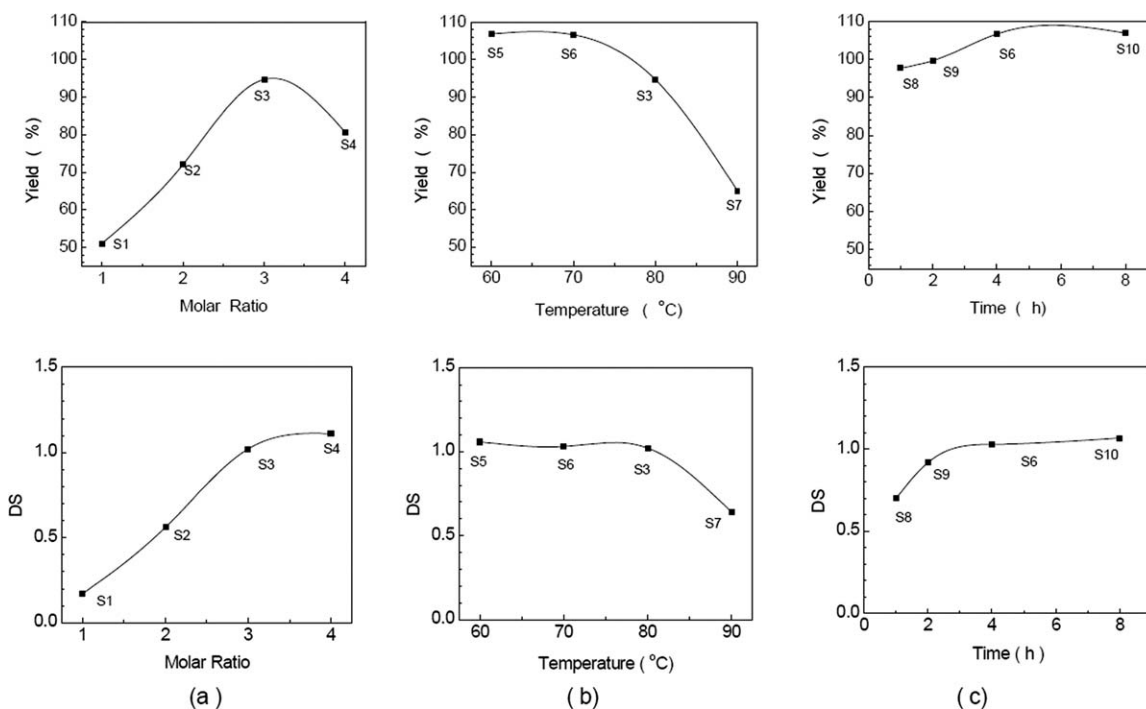 110
100
90
80
70
60
50
Yield ( %)
S1
S2
S3
S4
1 2 3 4
Molar Ratio
110
100
90
80
70
60
50
Yield ( %)
S5
S6
S3
S7
60 70 80 90
Temperature ( °C)
110
100
90
80
70
60
50
Yield ( %)
S8
S9
S6
S10
0 2 4 6 8
Time ( h)
1.5
1.0
0.5
0.0
DS
S1
S2
S3
S4
1 2 3 4
Molar Ratio
(a )
1.5
1.0
0.5
0.0
DS
S5
S6
S3
S7
60 70 80 90
Temperature ( °C)
( b)
1.5
1.0
0.5
0.0
DS
S8
S9
S6
S10
0 2 4 6 8
Time ( h )
( c)